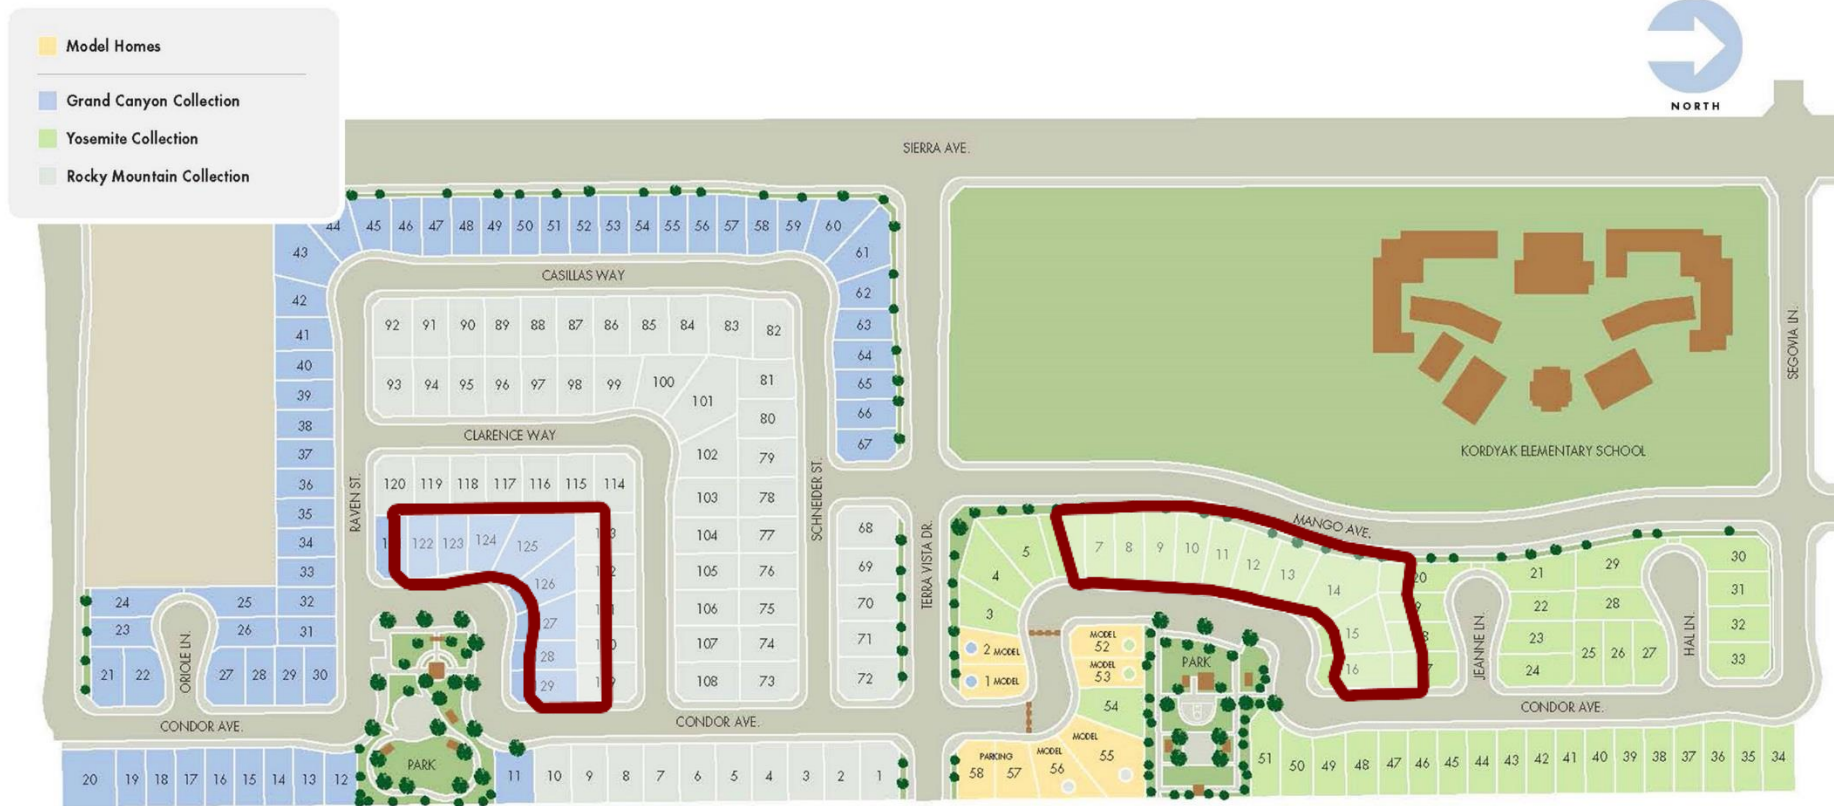 Model Homes
Grand Canyon Collection
Yosemite Collection
Rocky Mountain Collection
NORTH
SIERRA AVE.
44 45 46 47 48 49 50 51 52 53 54 55 56 57 58 59 60
43
61
CASILLAS WAY
42
62
92 91 90 89 88 87 86 85 84 83 82
41
63
40
64
93 94 95 96 97 98 99 100 81
39
65
101
38
66
80
CLARENCE WAY
37
67
102 79
36
120 119 118 117 116 115 114
103 78
35
RAVEN ST.
SCHNEIDER ST.
34
122 123 124 125
104 77
68
33
126
105 76
69
24 25 32
106 75
70
23 26 31
107 74
71
21 22 27 28 29 30
108 73
72
ORIOLE LN.
CONDOR AVE.
CONDOR AVE.
PARK
20 19 18 17 16 15 14 13 12
11 10 9 8 7 6 5 4 3 2 1
TERRA VISTA DR.
KORDYAK ELEMENTARY SCHOOL
SEGOVIA LN.
MANGO AVE.
5 7 8 9 10 11 12 13 14
4
3
15
16
20
21 29 30
22 28 31
23 32
24 25 26 27 33
JEANNE LN.
HAL LN.
2 MODEL
1 MODEL
MODEL
52
MODEL
53
54
PARK
CONDOR AVE.
PARKING
58 57
MODEL
56
MODEL
55
51 50 49 48 47 46 45 44 43 42 41 40 39 38 37 36 35 34